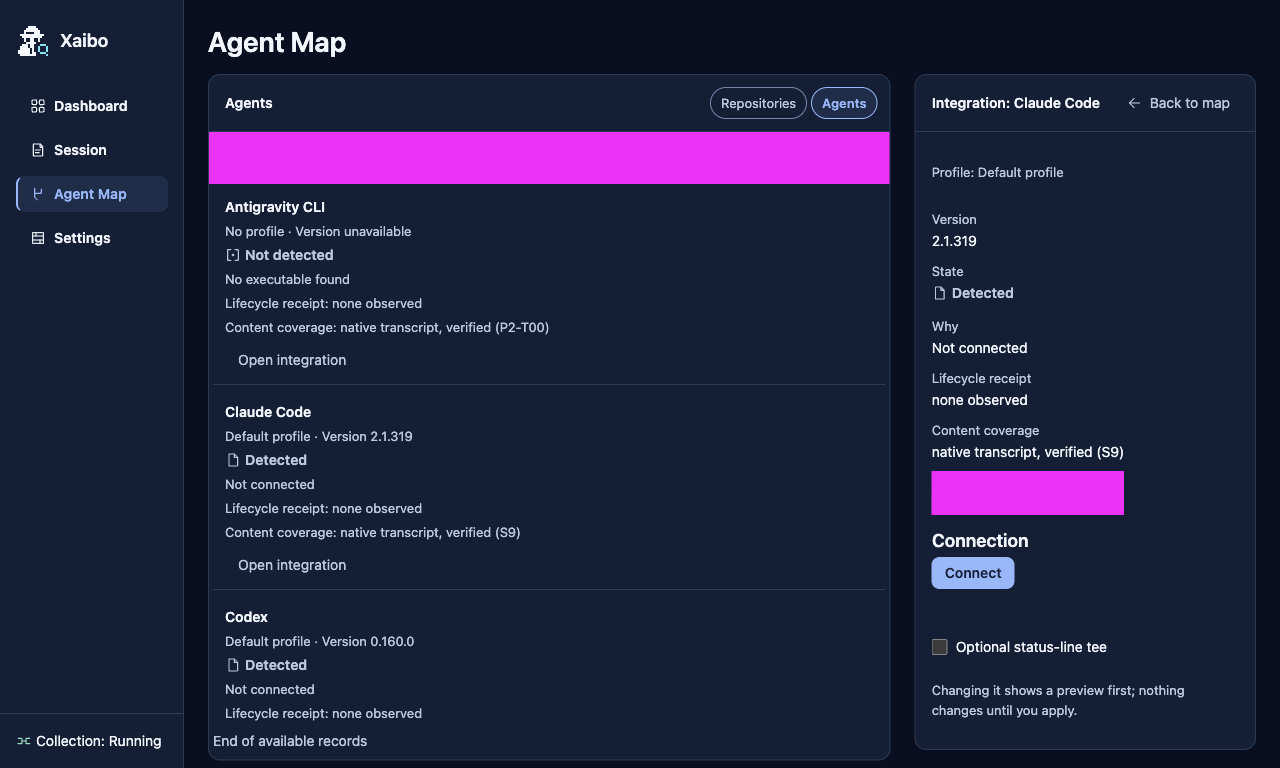 Xaibo
Dashboard
Session
Agent Map
Settings
Collection: Running
Agent Map
Agents
Repositories
Agents
Antigravity CLI
No profile · Version unavailable
Not detected
No executable found
Lifecycle receipt: none observed
Content coverage: native transcript, verified (P2-T00)
Open integration
Claude Code
Default profile · Version 2.1.319
Detected
Not connected
Lifecycle receipt: none observed
Content coverage: native transcript, verified (S9)
Open integration
Codex
Default profile · Version 0.160.0
Detected
Not connected
Lifecycle receipt: none observed
End of available records
Integration: Claude Code
Back to map
Profile: Default profile
Version
2.1.319
State
Detected
Why
Not connected
Lifecycle receipt
none observed
Content coverage
native transcript, verified (S9)
Connection
Connect
Optional status-line tee
Changing it shows a preview first; nothing
changes until you apply.